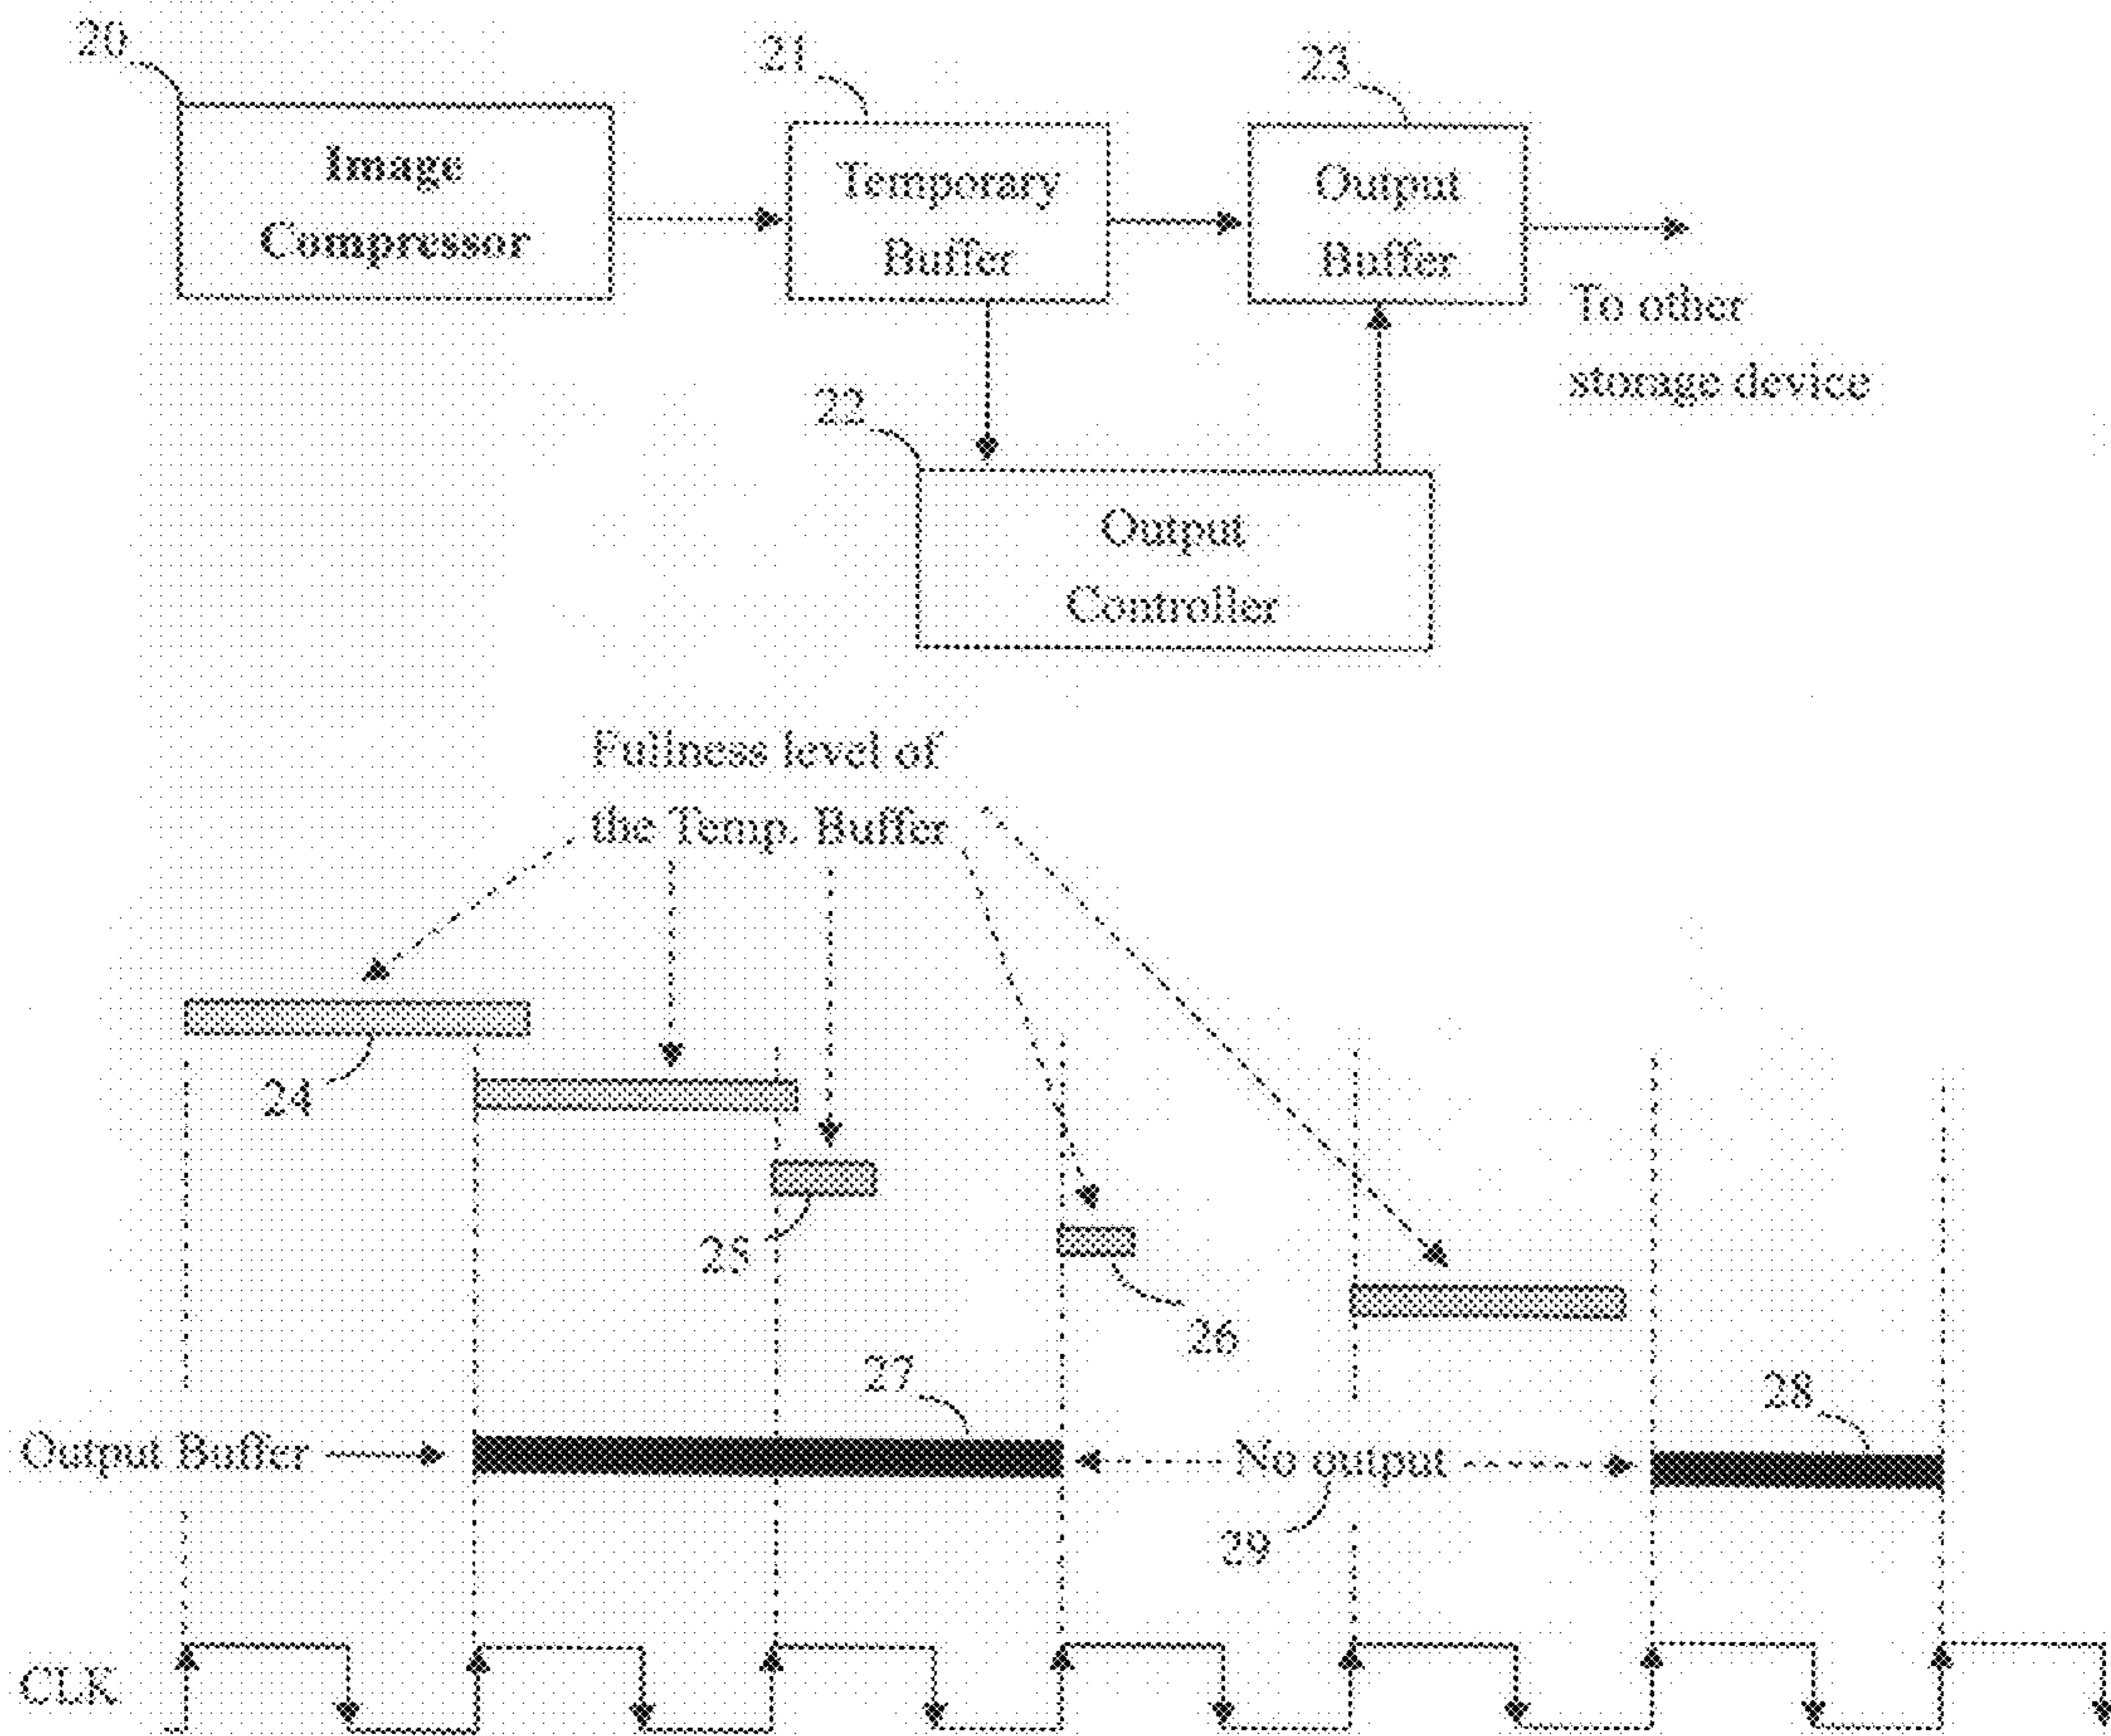 20
21
23
Image
Compressor
Temporary
Buffer
Output
Buffer
To other
storage device
22
Output
Controller
Fullness level of
the Temp. Buffer
24
25
26
27
28
Output Buffer
No output
29
CLK